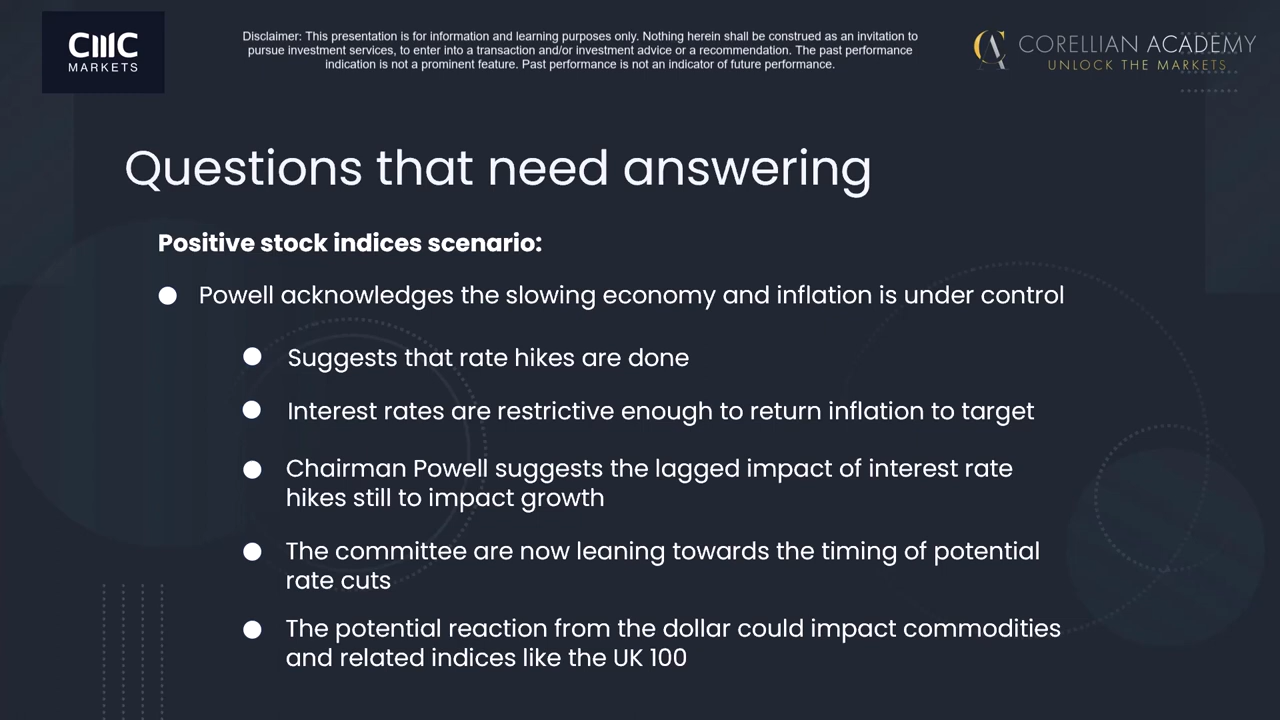 CMC
MARKETS
Disclaimer: This presentation is for information and learning purposes only. Nothing herein shall be construed as an invitation to
pursue investment services, to enter into a transaction and/or investment advice or a recommendation. The past performance
indication is not a prominent feature. Past performance is not an indicator of future performance.
CA CORELLIAN ACADEMY
UNLOCK THE MARKETS
Questions that need answering
Positive stock indices scenario:
● Powell acknowledges the slowing economy and inflation is under control
● Suggests that rate hikes are done
● Interest rates are restrictive enough to return inflation to target
● Chairman Powell suggests the lagged impact of interest rate
hikes still to impact growth
● The committee are now leaning towards the timing of potential
rate cuts
● The potential reaction from the dollar could impact commodities
and related indices like the UK 100